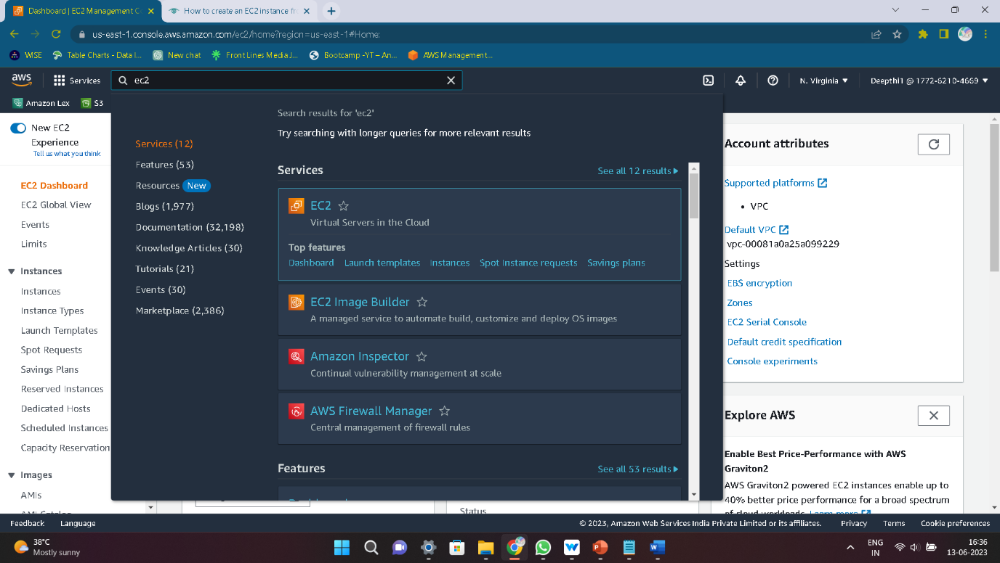 Dashboard | EC2 Management C
How to create an EC2 instance fr
us-east-1.console.aws.amazon.com/ec2/home?region=us-east-1#Home:
WISE
Table Charts - Data I...
New chat
Front Lines Media J...
Bootcamp -YT – An...
AWS Management...
aws
Services
ec2
N. Virginia
Deepthi1 @ 1772-6210-4669
Amazon Lex
S3
New EC2
Experience
Tell us what you think
EC2 Dashboard
EC2 Global View
Events
Limits
Instances
Instances
Instance Types
Launch Templates
Spot Requests
Savings Plans
Reserved Instances
Dedicated Hosts
Scheduled Instances
Capacity Reservation
Images
AMIs
Services (12)
Features (53)
Resources New
Blogs (1,977)
Documentation (32,198)
Knowledge Articles (30)
Tutorials (21)
Events (30)
Marketplace (2,386)
Search results for 'ec2'
Try searching with longer queries for more relevant results
Services
See all 12 results
EC2
Virtual Servers in the Cloud
Top features
Dashboard Launch templates Instances Spot Instance requests Savings plans
EC2 Image Builder
A managed service to automate build, customize and deploy OS images
Amazon Inspector
Continual vulnerability management at scale
AWS Firewall Manager
Central management of firewall rules
Features
See all 53 results
Status
Account attributes
Supported platforms
• VPC
Default VPC
vpc-00081a0a25a099229
Settings
EBS encryption
Zones
EC2 Serial Console
Default credit specification
Console experiments
Explore AWS
Enable Best Price-Performance with AWS
Graviton2
AWS Graviton2 powered EC2 instances enable up to
40% better price performance for a broad spectrum
of cloud workloads. Learn more
Feedback
Language
© 2023, Amazon Web Services India Private Limited or its affiliates.
Privacy
Terms
Cookie preferences
38°C
Mostly sunny
ENG
IN
16:36
13-06-2023